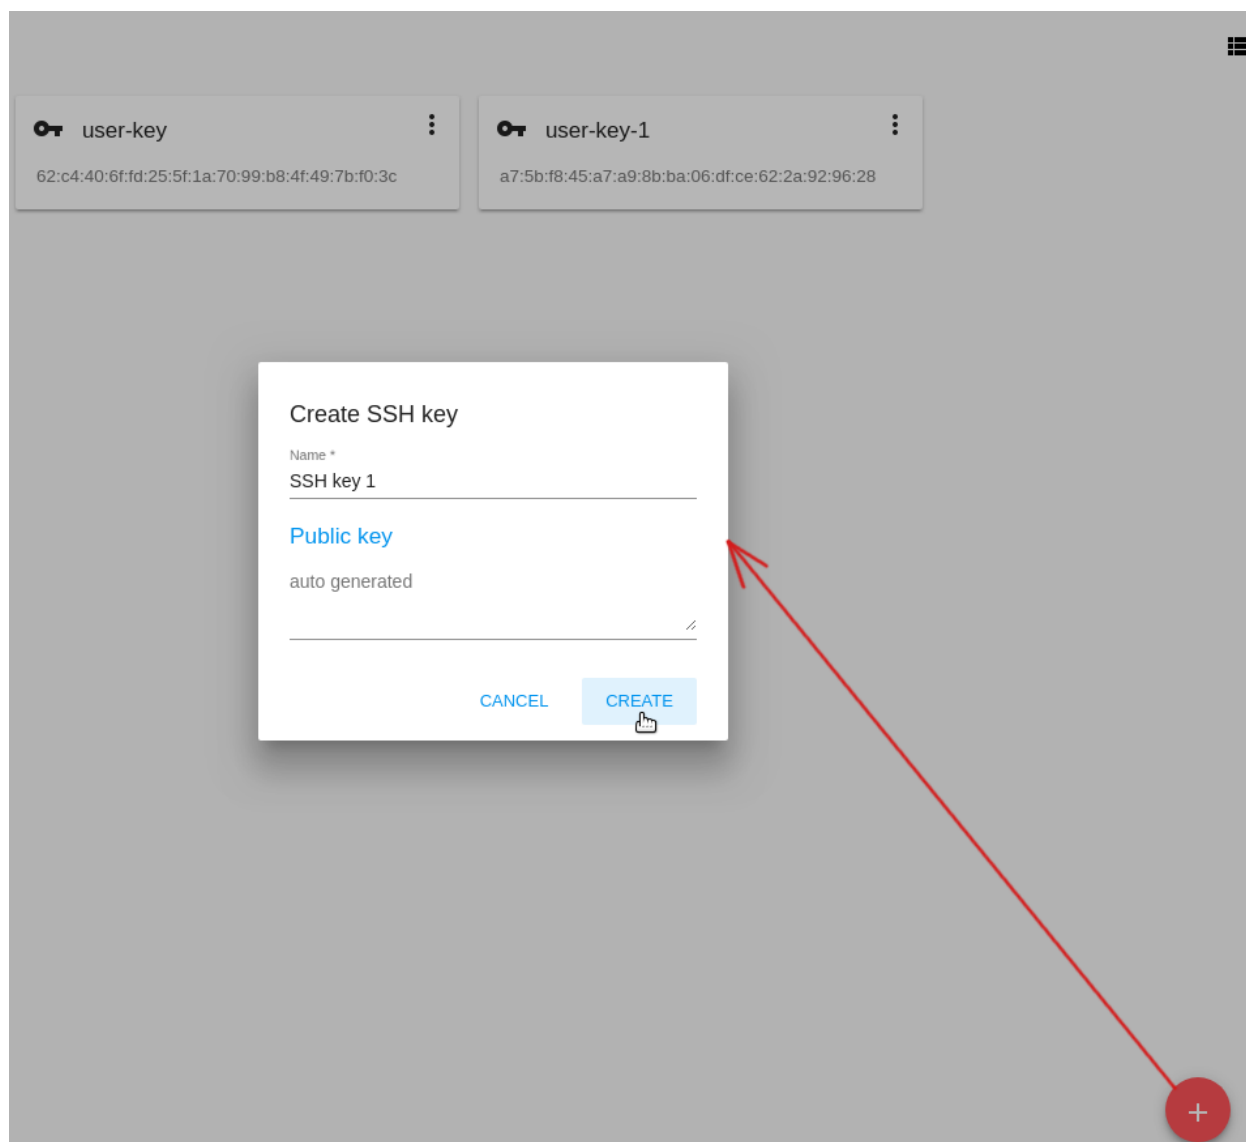 user-key
62:c4:40:6f:fd:25:5f:1a:70:99:b8:4f:49:7b:f0:3c
user-key-1
a7:5b:f8:45:a7:a9:8b:ba:06:df:ce:62:2a:92:96:28
Create SSH key
Name *
SSH key 1
Public key
auto generated
CANCEL CREATE
+